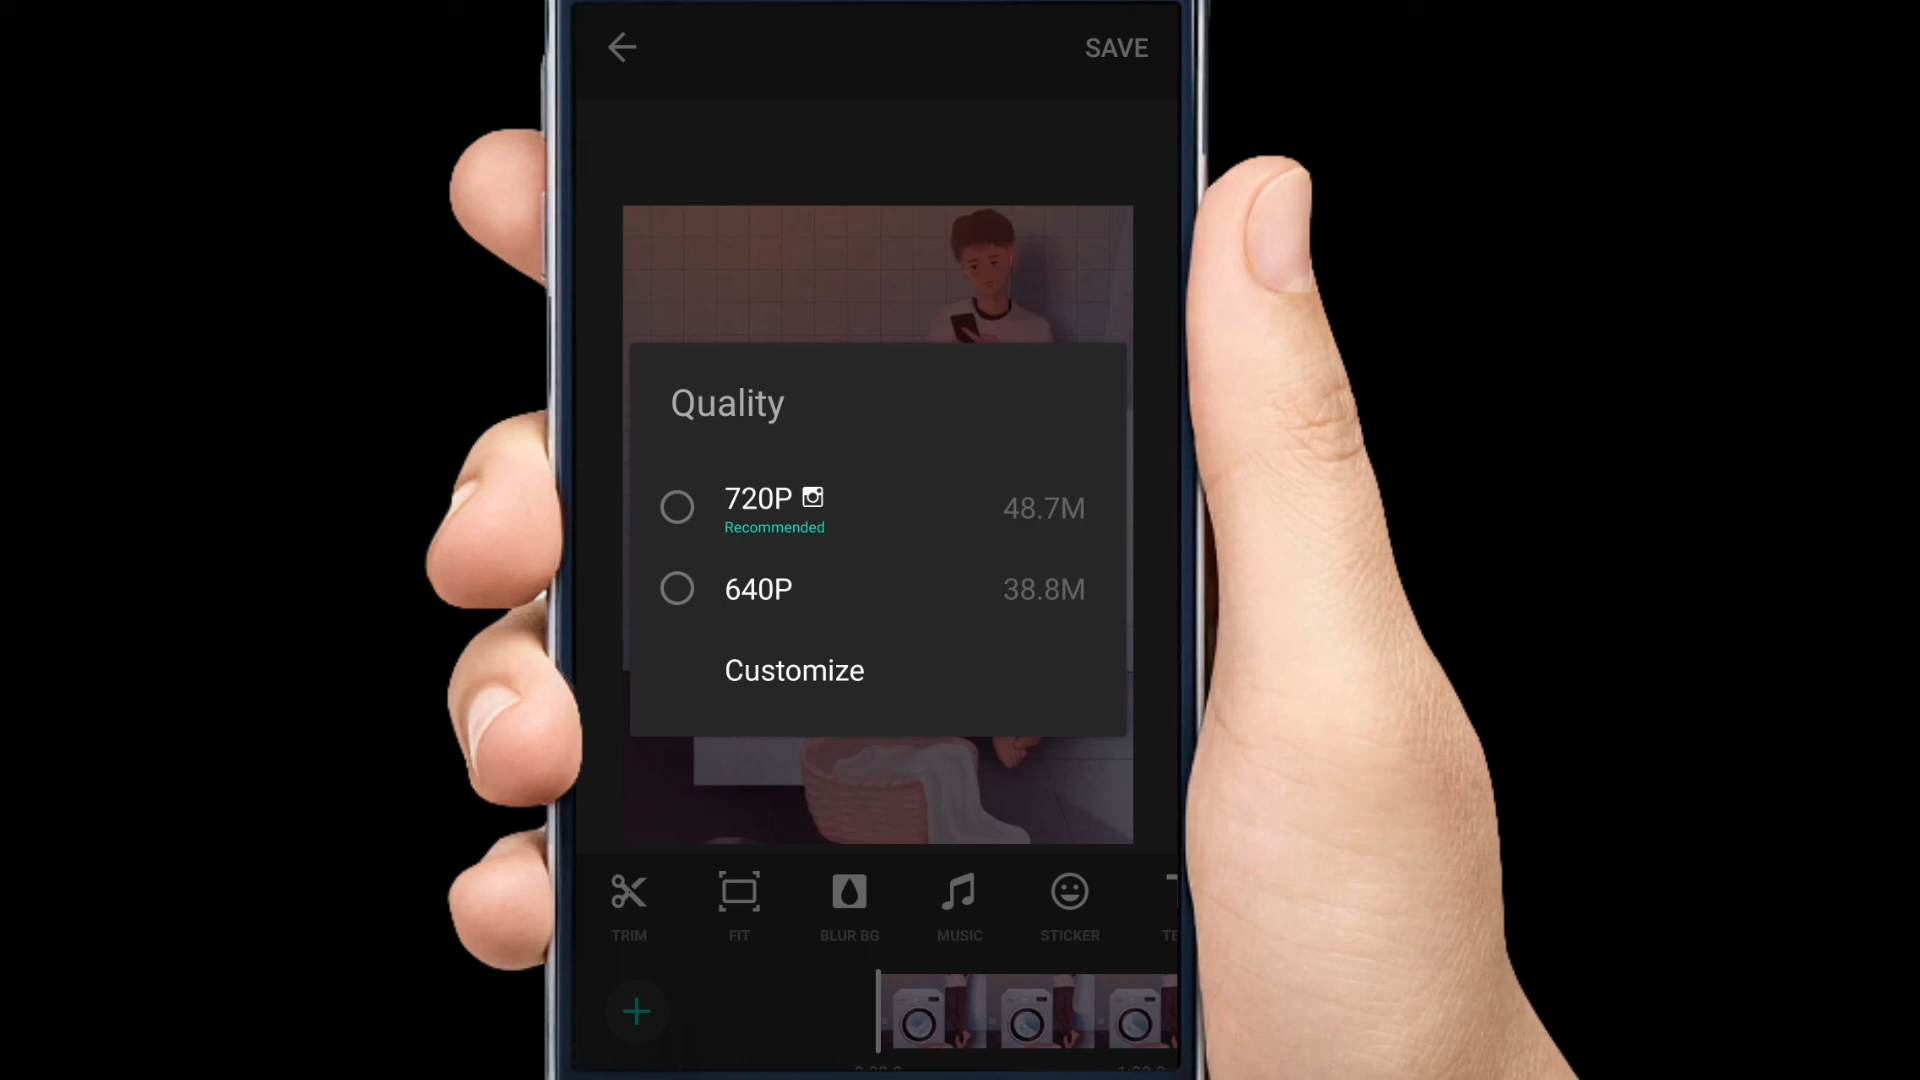 SAVE
Quality
720P 48.7M
Recommended
640P 38.8M
Customize
TRIM FIT BLUR BG MUSIC STICKER